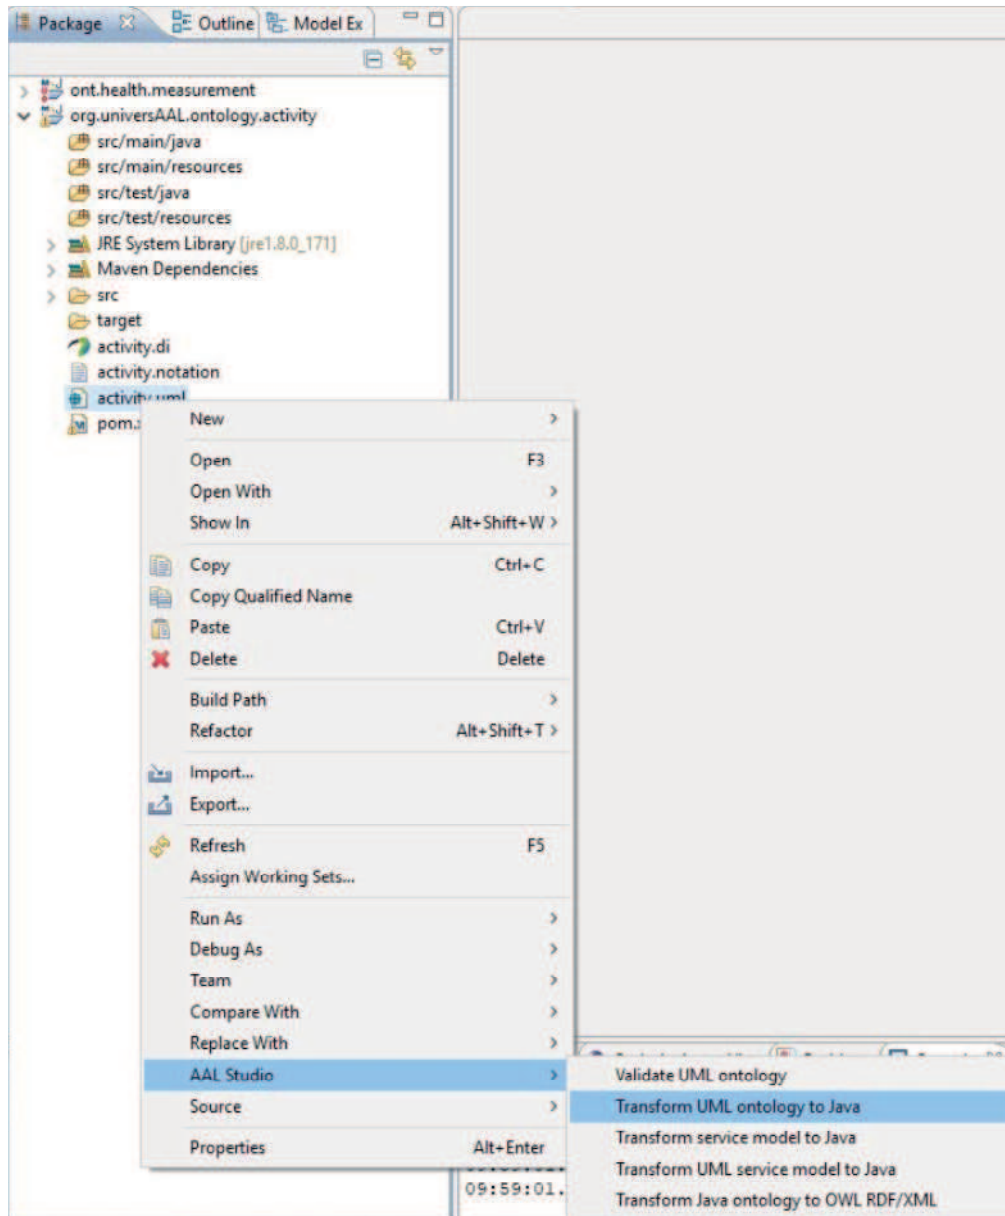 Package Outline Model Ex
ont.health.measurement
org.universAAL.ontology.activity
src/main/java
src/main/resources
src/test/java
src/test/resources
JRE System Library [jre1.8.0_171]
Maven Dependencies
src
target
activity.di
activity.notation
activity.uml
pom.
New
Open F3
Open With
Show In Alt+Shift+W
Copy Ctrl+C
Copy Qualified Name
Paste Ctrl+V
Delete Delete
Build Path
Refactor Alt+Shift+T
Import...
Export...
Refresh F5
Assign Working Sets...
Run As
Debug As
Team
Compare With
Replace With
AAL Studio
Source
Properties Alt+Enter
Validate UML ontology
Transform UML ontology to Java
Transform service model to Java
Transform UML service model to Java
Transform Java ontology to OWL RDF/XML
09:59:01.